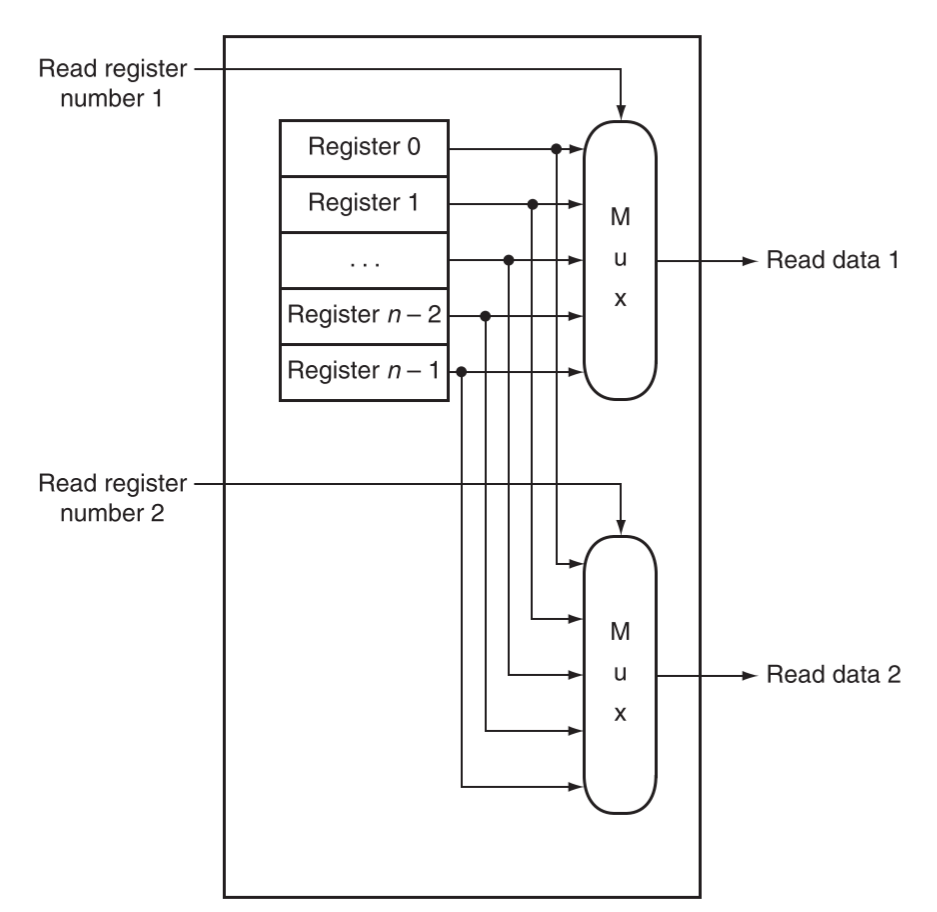 Read register
number 1
Register 0
Register 1
. . .
Register n – 2
Register n – 1
M
u
x
Read data 1
Read register
number 2
M
u
x
Read data 2